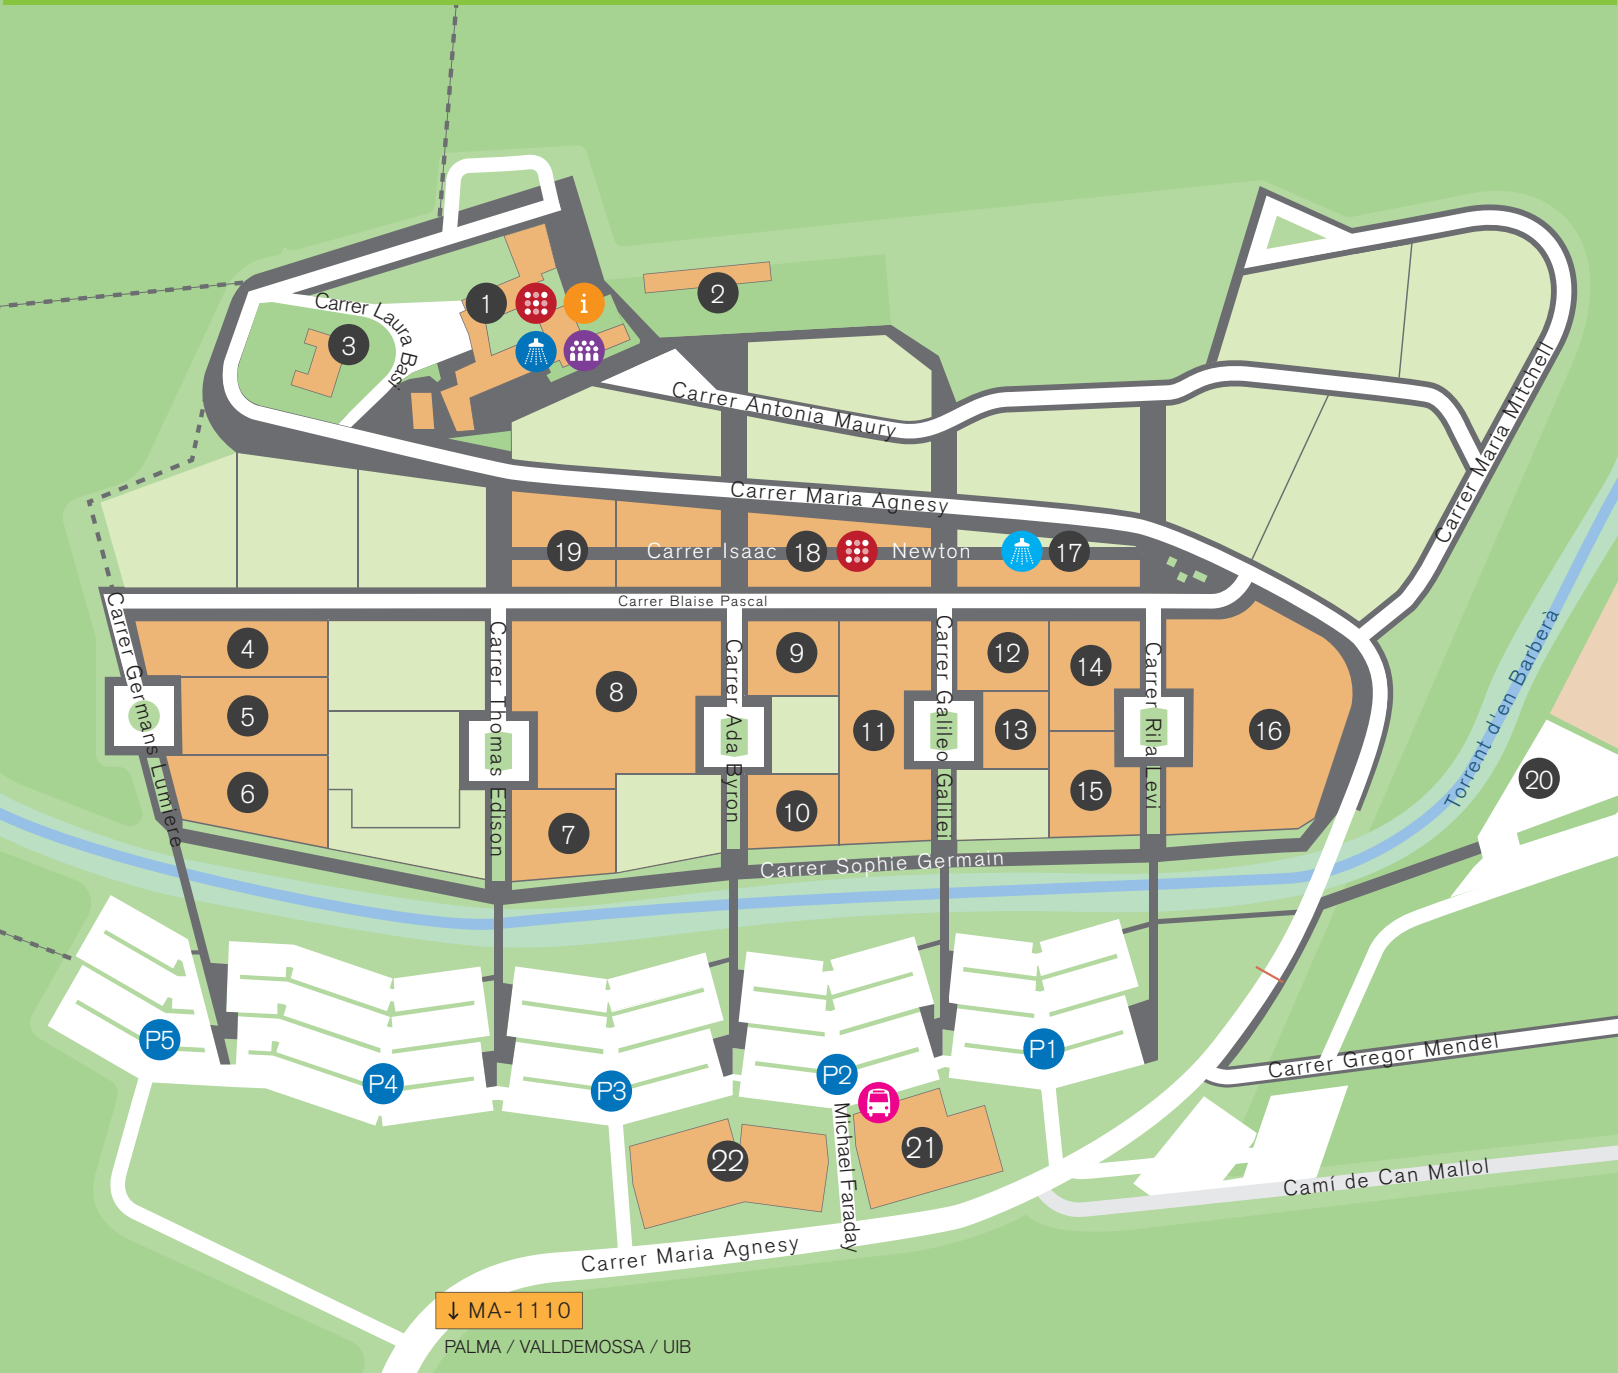 Carrer Laura Basi.
1
i
2
3
Carrer Antonia Maury
Carrer Maria Mitchell
Carrer Maria Agnesy
19
Carrer Isaac
18
Newton
17
Carrer Blaise Pascal
Carrer Germans Lumiere
Carrer Thomas Edison
Carrer Ada Byron
Carrer Galileo Galilei
Carrer Rila Levi
4
5
6
7
8
9
10
11
12
13
14
15
16
Torrent d'en Barberà
20
Carrer Sophie Germain
P5
P4
P3
P2
P1
Carrer Gregor Mendel
Michael Faraday
22
21
Camí de Can Mallol
Carrer Maria Agnesy
↓ MA-1110
PALMA / VALLDEMOSSA / UIB